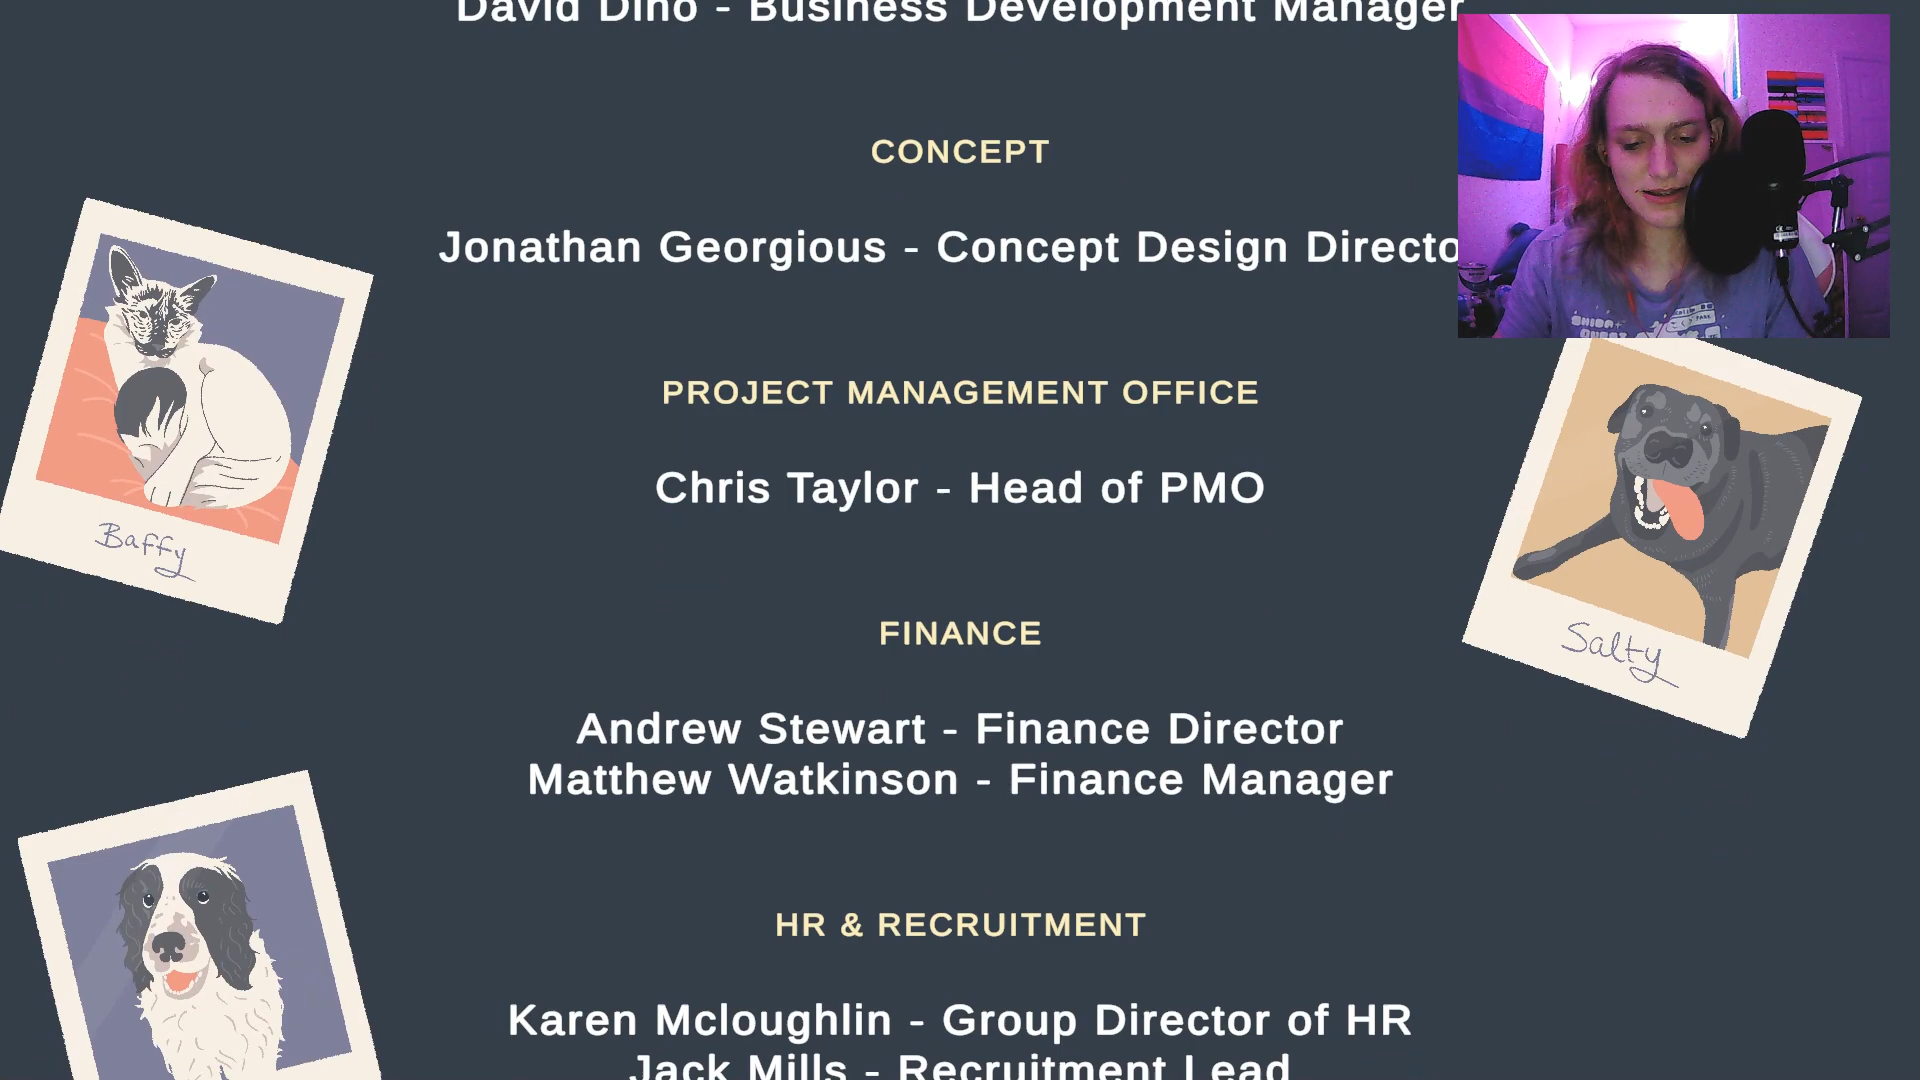 David Dino - Business Development Manager
CONCEPT
Jonathan Georgious - Concept Design Directo
PROJECT MANAGEMENT OFFICE
Chris Taylor - Head of PMO
Baffy
FINANCE
Salty
Andrew Stewart - Finance Director
Matthew Watkinson - Finance Manager
HR & RECRUITMENT
Karen Mcloughlin - Group Director of HR
Jack Mills - Recruitment Lead